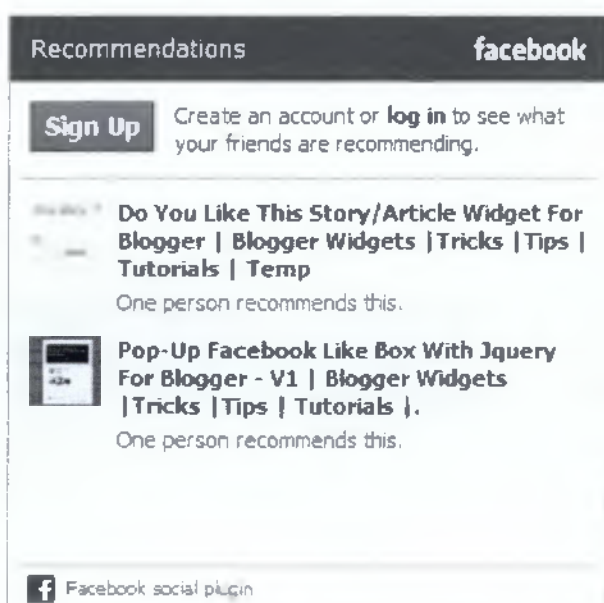 Recommendations facebook
Sign Up
Create an account or log in to see what
your friends are recommending.
Do You Like This Story/Article Widget For
Blogger | Blogger Widgets |Tricks |Tips |
Tutorials | Temp
One person recommends this.
Pop-Up Facebook Like Box With Jquery
For Blogger - V1 | Blogger Widgets
|Tricks |Tips | Tutorials |.
One person recommends this.
f Facebook social plugin